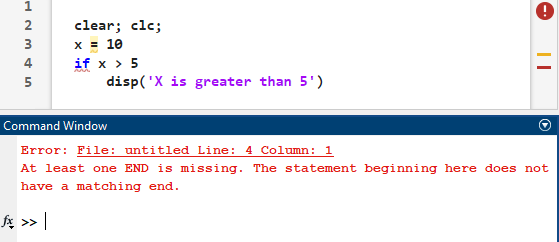 1
2 clear; clc;
3 x = 10
4 if x > 5
5 disp('X is greater than 5')
Command Window
Error: File: untitled Line: 4 Column: 1
At least one END is missing. The statement beginning here does not
have a matching end.
fx >>